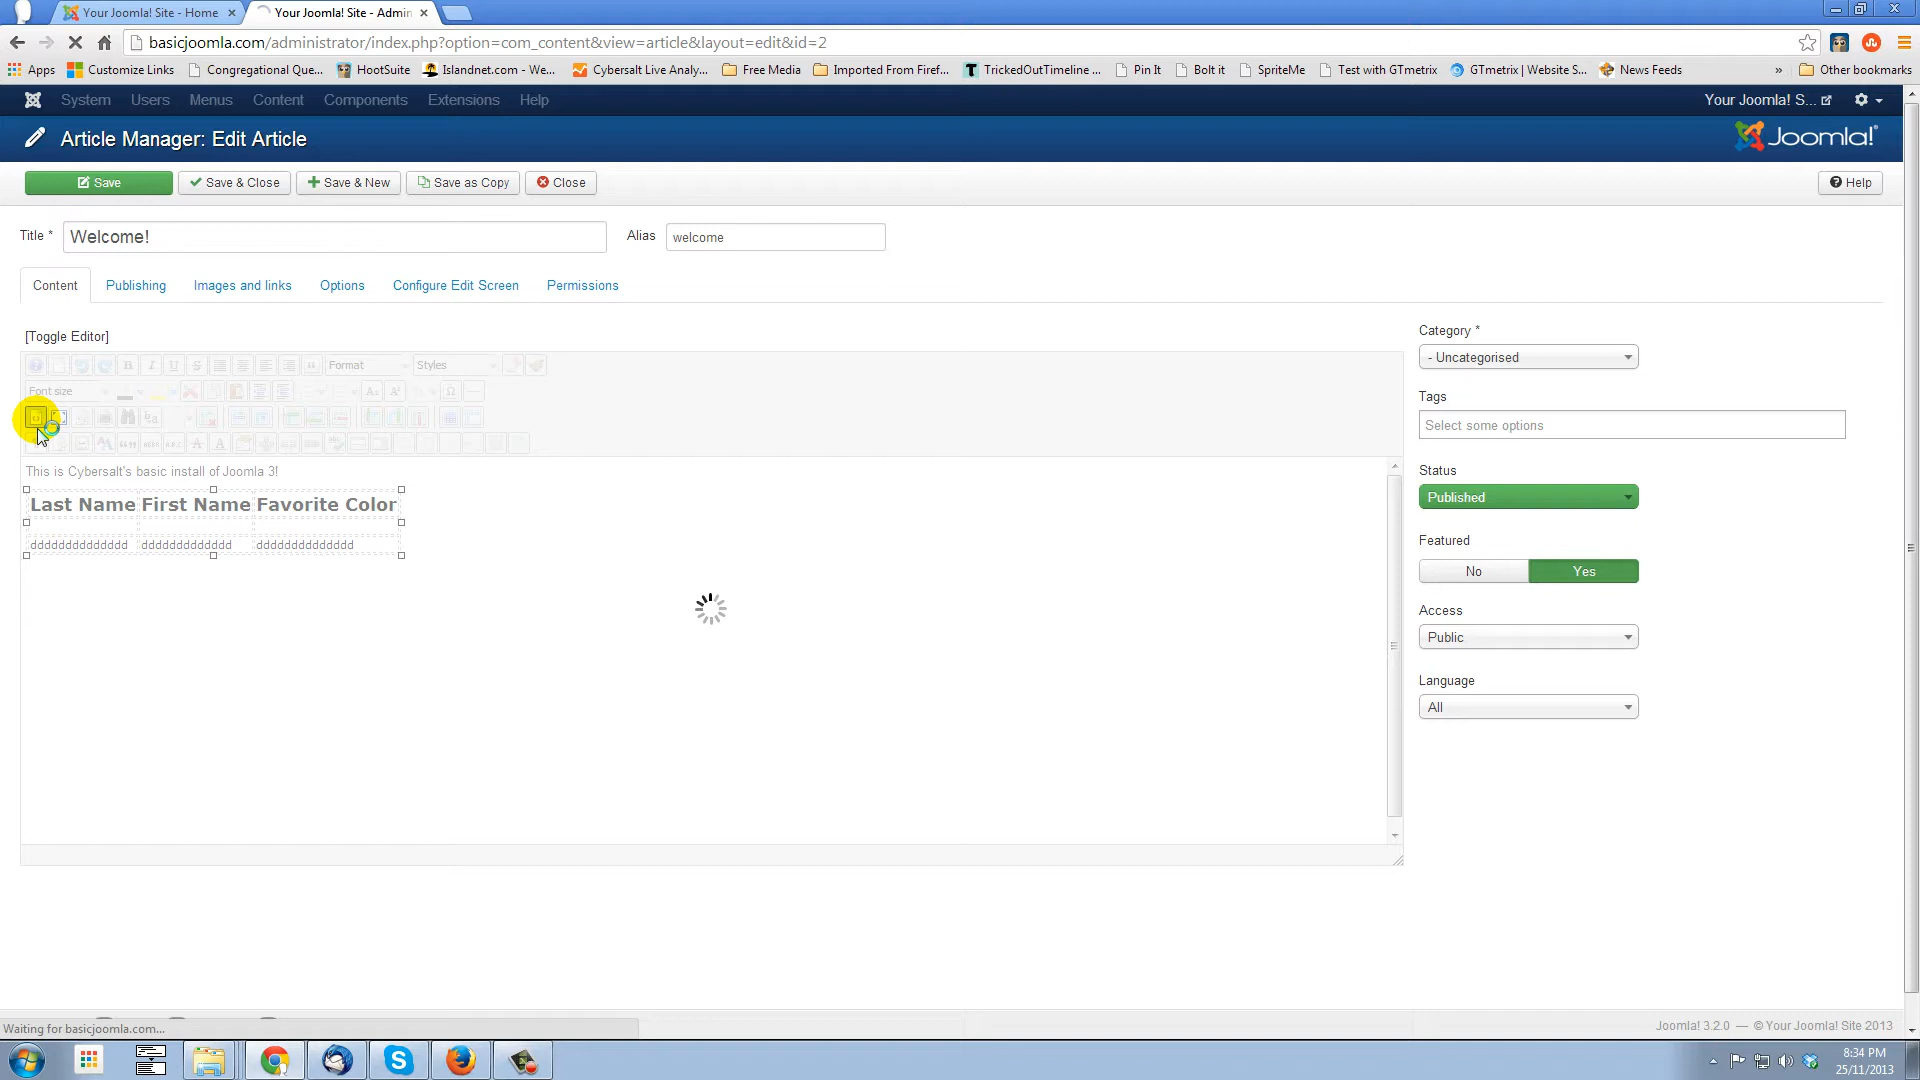 Your Joomla! Site - Home
Your Joomla! Site - Admin
basicjoomla.com/administrator/index.php?option=com_content&view=article&layout=edit&id=2
Apps
Customize Links
Congregational Que...
HootSuite
Islandnet.com - We...
Cybersalt Live Analy...
Free Media
Imported From Firef...
TrickedOutTimeline ...
Pin It
Bolt it
SpriteMe
Test with GTmetrix
GTmetrix | Website S...
News Feeds
»
Other bookmarks
System
Users
Menus
Content
Components
Extensions
Help
Your Joomla! S...
Article Manager: Edit Article
Joomla!
Save
Save & Close
Save & New
Save as Copy
Close
Help
Title *
Welcome!
Alias
welcome
Content
Publishing
Images and links
Options
Configure Edit Screen
Permissions
[Toggle Editor]
Format
Styles
Font size
This is Cybersalt's basic install of Joomla 3!
Last Name First Name Favorite Color
dddddddddddddd ddddddddddddd dddddddddddddd
Category *
- Uncategorised
Tags
Select some options
Status
Published
Featured
No
Yes
Access
Public
Language
All
Waiting for basicjoomla.com...
Joomla! 3.2.0 — © Your Joomla! Site 2013
8:34 PM
25/11/2013